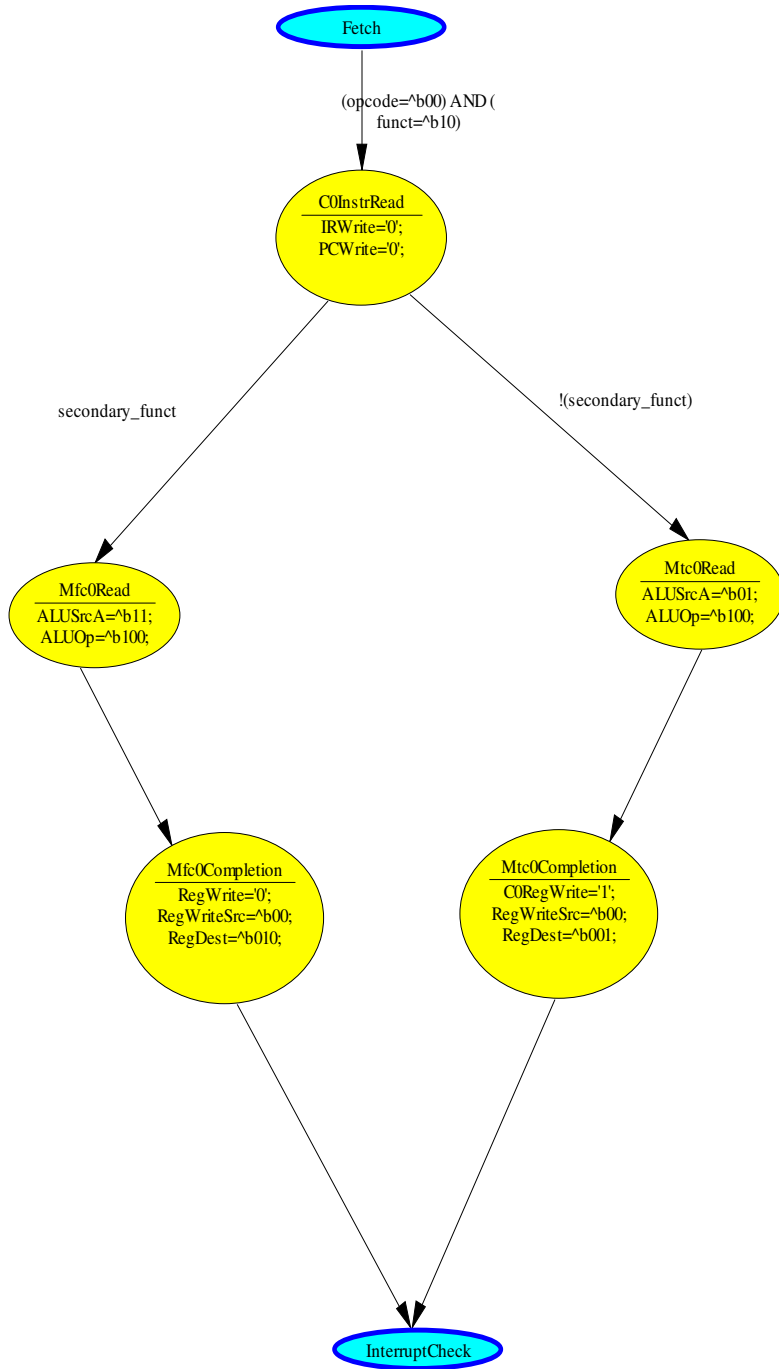 Fetch
(opcode=^b00) AND (
funct=^b10)
C0InstrRead
IRWrite='0';
PCWrite='0';
secondary_funct
!(secondary_funct)
Mfc0Read
ALUSrcA=^b11;
ALUOp=^b100;
Mtc0Read
ALUSrcA=^b01;
ALUOp=^b100;
Mfc0Completion
RegWrite='0';
RegWriteSrc=^b00;
RegDest=^b010;
Mtc0Completion
C0RegWrite='1';
RegWriteSrc=^b00;
RegDest=^b001;
InterruptCheck